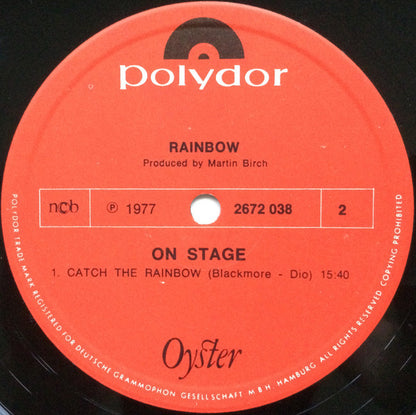 polydor
RAINBOW
Produced by Martin Birch
ncb ℗ 1977 2672 038 2
ON STAGE
1. CATCH THE RAINBOW (Blackmore - Dio) 15:40
Oyster
POLYDOR TRADE MARK REGISTERED FOR DEUTSCHE GRAMMOPHON GESELLSCHAFT M·B·H. HAMBURG ALL RIGHTS RESERVED COPYING PROHIBITED